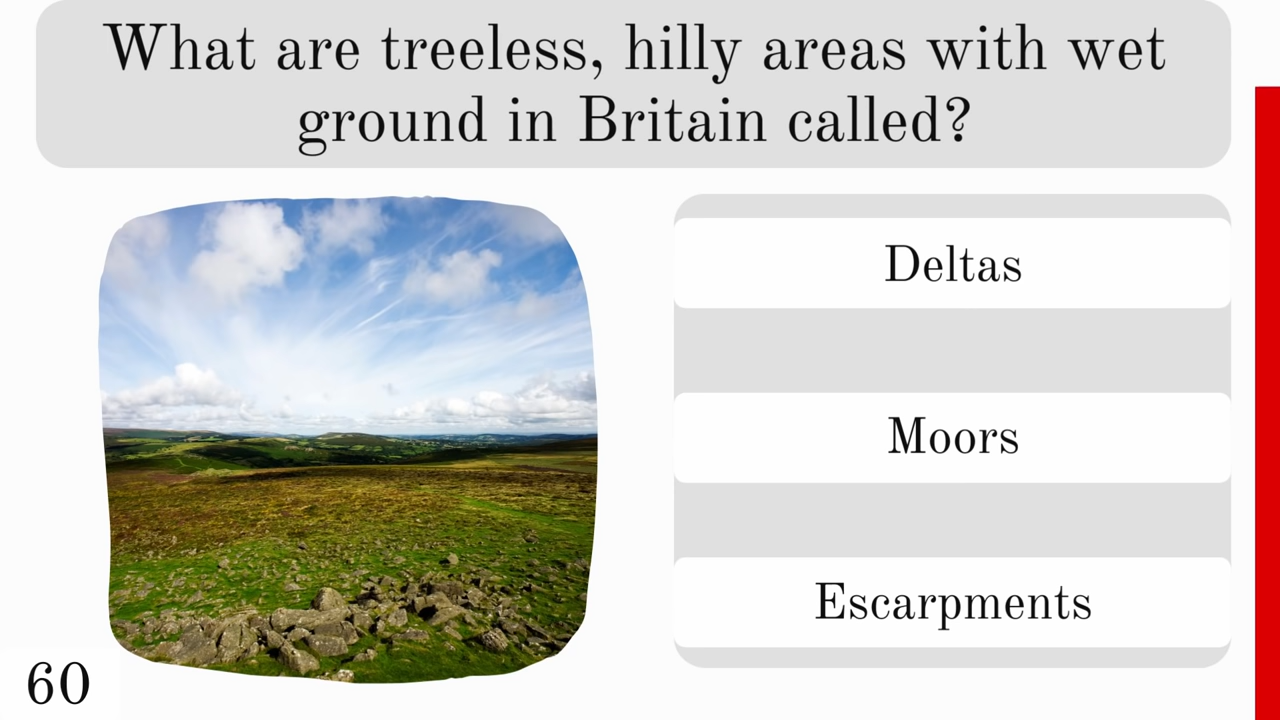 What are treeless, hilly areas with wet
ground in Britain called?
Deltas
Moors
Escarpments
60